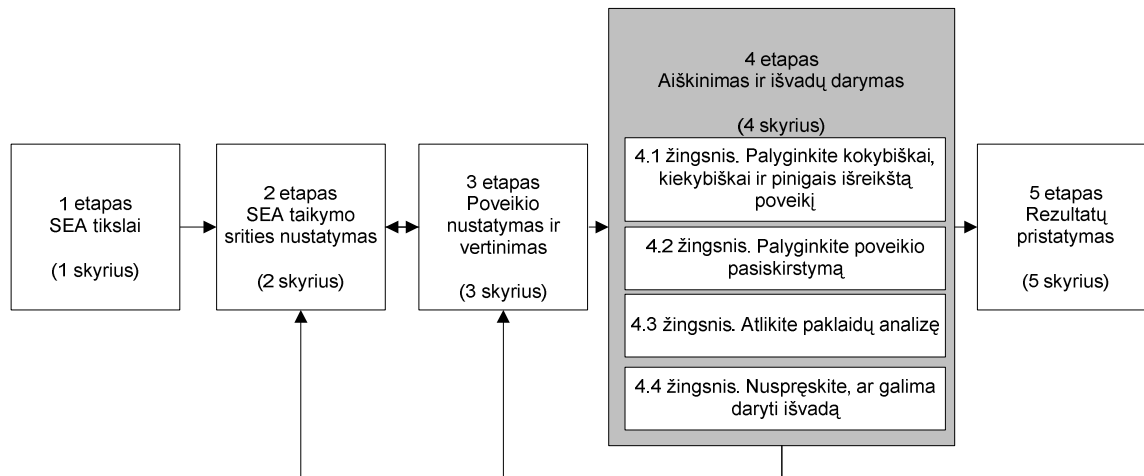 1 etapas
SEA tikslai
(1 skyrius)
2 etapas
SEA taikymo
srities nustatymas
(2 skyrius)
3 etapas
Poveikio
nustatymas ir
vertinimas
(3 skyrius)
4 etapas
Aiškinimas ir išvadų darymas
(4 skyrius)
4.1 žingsnis. Palyginkite kokybiškai,
kiekybiškai ir pinigais išreikštą
poveikį
4.2 žingsnis. Palyginkite poveikio
pasiskirstymą
4.3 žingsnis. Atlikite paklaidų analizę
4.4 žingsnis. Nuspręskite, ar galima
daryti išvadą
5 etapas
Rezultatų
pristatymas
(5 skyrius)